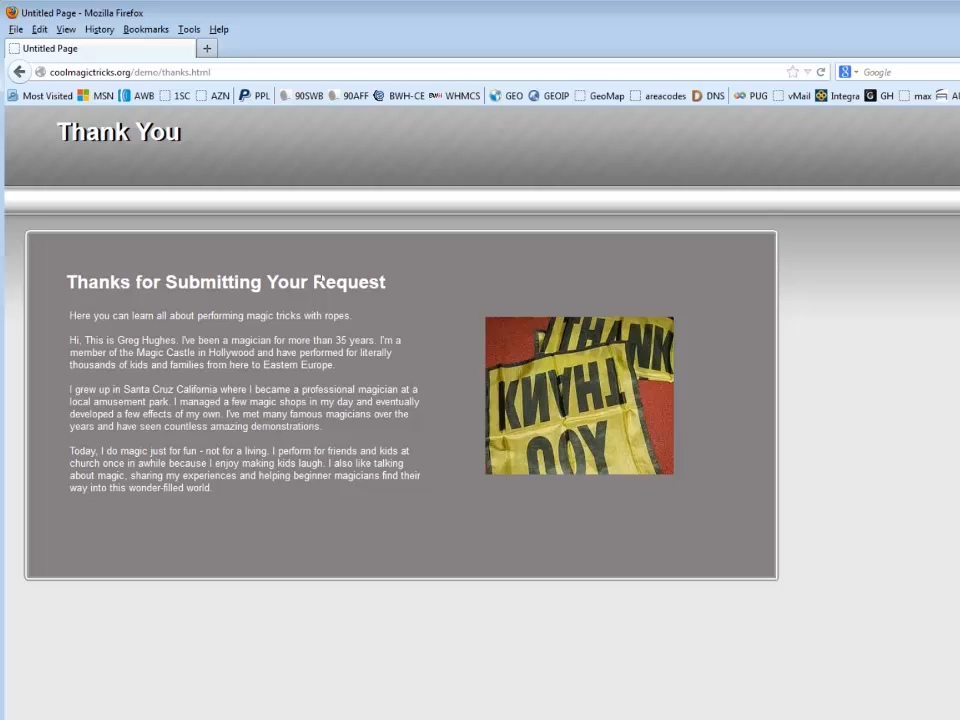 Untitled Page - Mozilla Firefox
File Edit View History Bookmarks Tools Help
Untitled Page +
coolmagictricks.org/demo/thanks.html
Google
Most Visited MSN AWB 1SC AZN PPL 90SWB 90AFF BWH-CE WHMCS GEO GEOIP GeoMap areacodes DNS PUG vMail Integra GH max
Thank You
Thanks for Submitting Your Request
Here you can learn all about performing magic tricks with ropes.
Hi, This is Greg Hughes. I've been a magician for more than 35 years. I'm a
member of the Magic Castle in Hollywood and have performed for literally
thousands of kids and families from here to Eastern Europe.
I grew up in Santa Cruz California where I became a professional magician at a
local amusement park. I managed a few magic shops in my day and eventually
developed a few effects of my own. I've met many famous magicians over the
years and have seen countless amazing demonstrations.
Today, I do magic just for fun - not for a living. I perform for friends and kids at
church once in awhile because I enjoy making kids laugh. I also like talking
about magic, sharing my experiences and helping beginner magicians find their
way into this wonder-filled world.
THANK
THANK
YOU